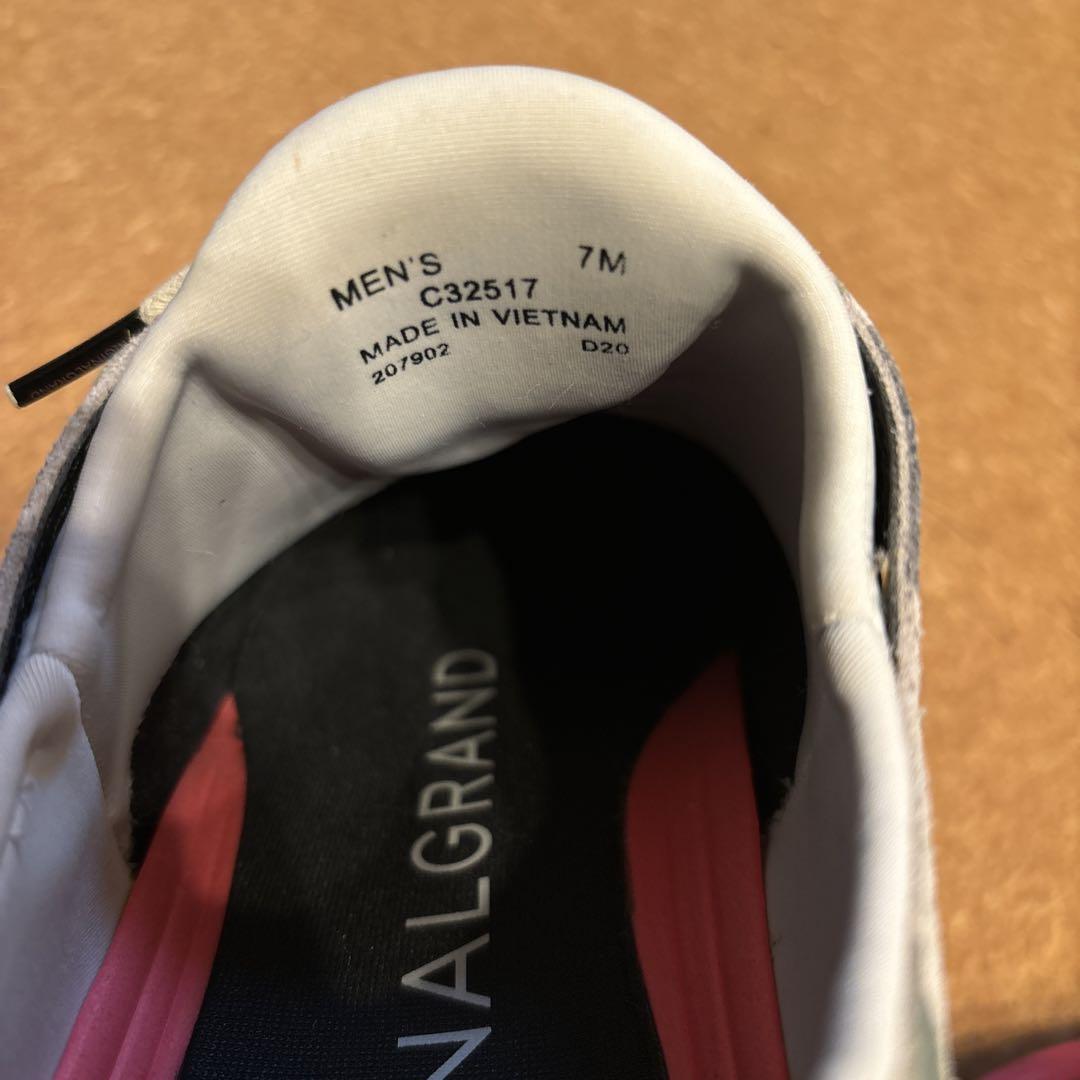 MEN'S 7M
C32517
MADE IN VIETNAM
207902 D20
NALGRAND